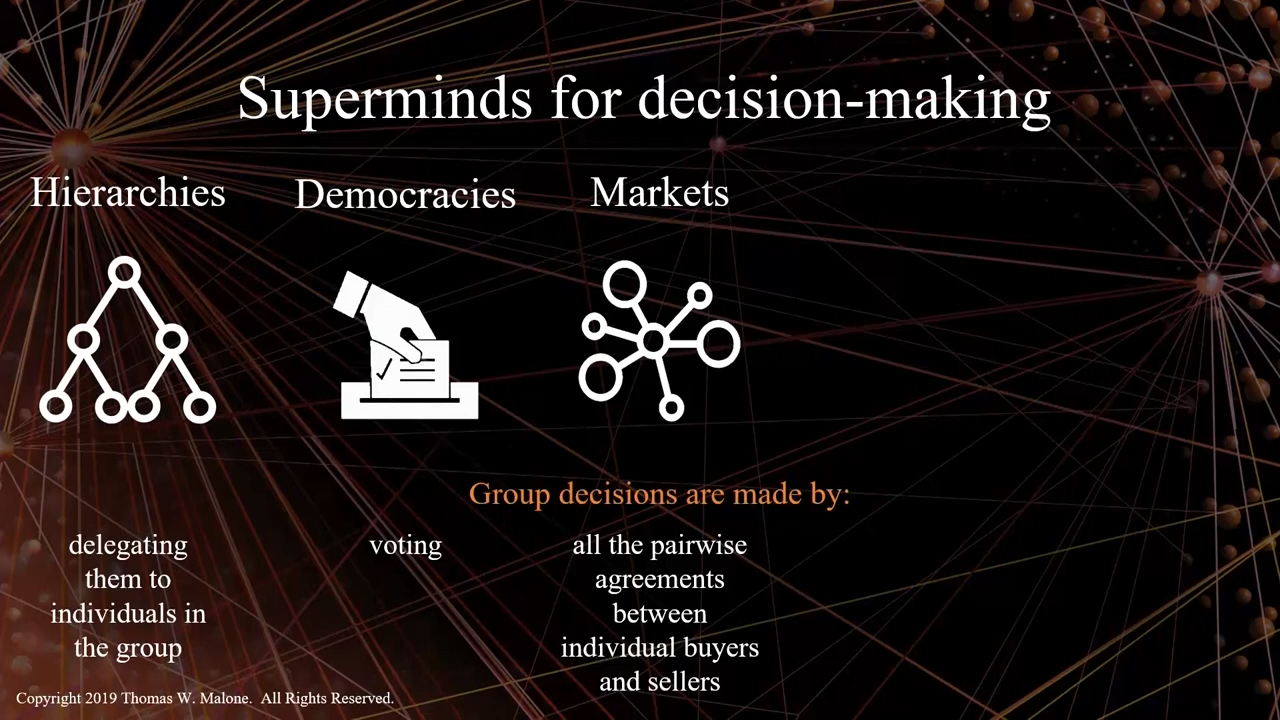 Superminds for decision-making
Hierarchies
Democracies
Markets
Group decisions are made by:
delegating
them to
individuals in
the group
voting
all the pairwise
agreements
between
individual buyers
and sellers
Copyright 2019 Thomas W. Malone.  All Rights Reserved.